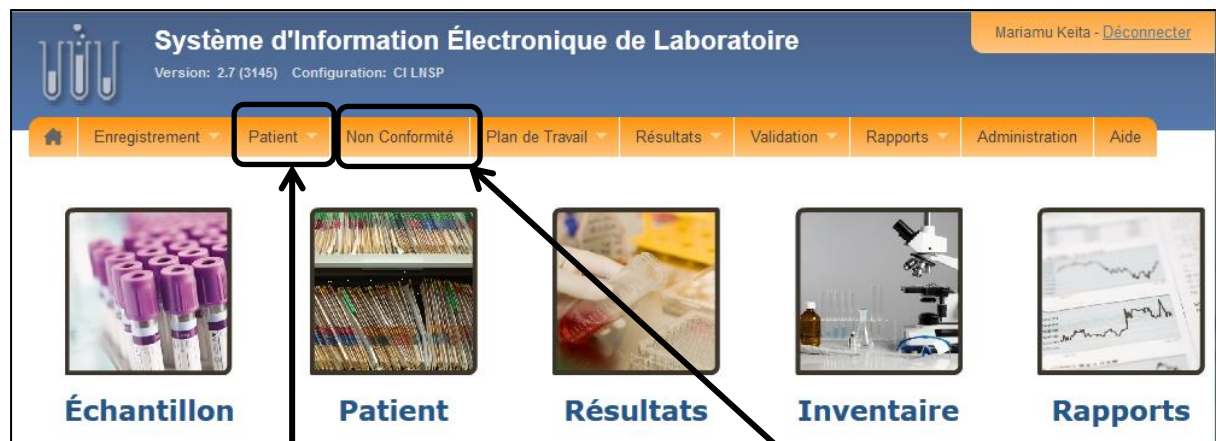 Système d'Information Électronique de Laboratoire
Mariamu Keita - Déconnecter
Version: 2.7 (3145) Configuration: CI LNSP
Enregistrement Patient Non Conformité Plan de Travail Résultats Validation Rapports Administration Aide
Échantillon Patient Résultats Inventaire Rapports